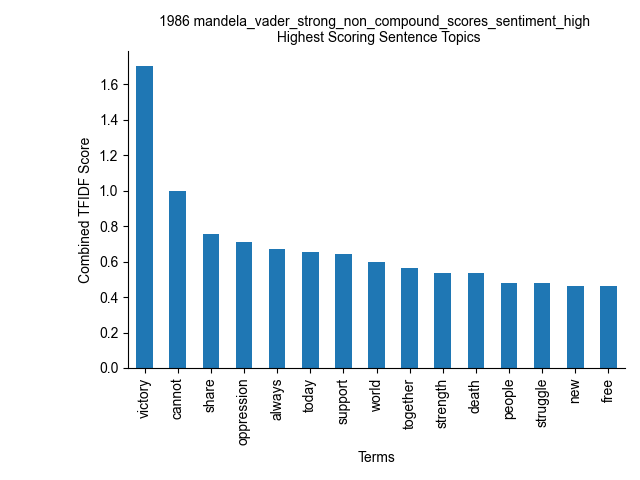 1986 mandela_vader_strong_non_compound_scores_sentiment_high
Highest Scoring Sentence Topics
Combined TFIDF Score
1.6
1.4
1.2
1.0
0.8
0.6
0.4
0.2
0.0
victory
cannot
share
oppression
always
today
support
world
together
strength
death
people
struggle
new
free
Terms